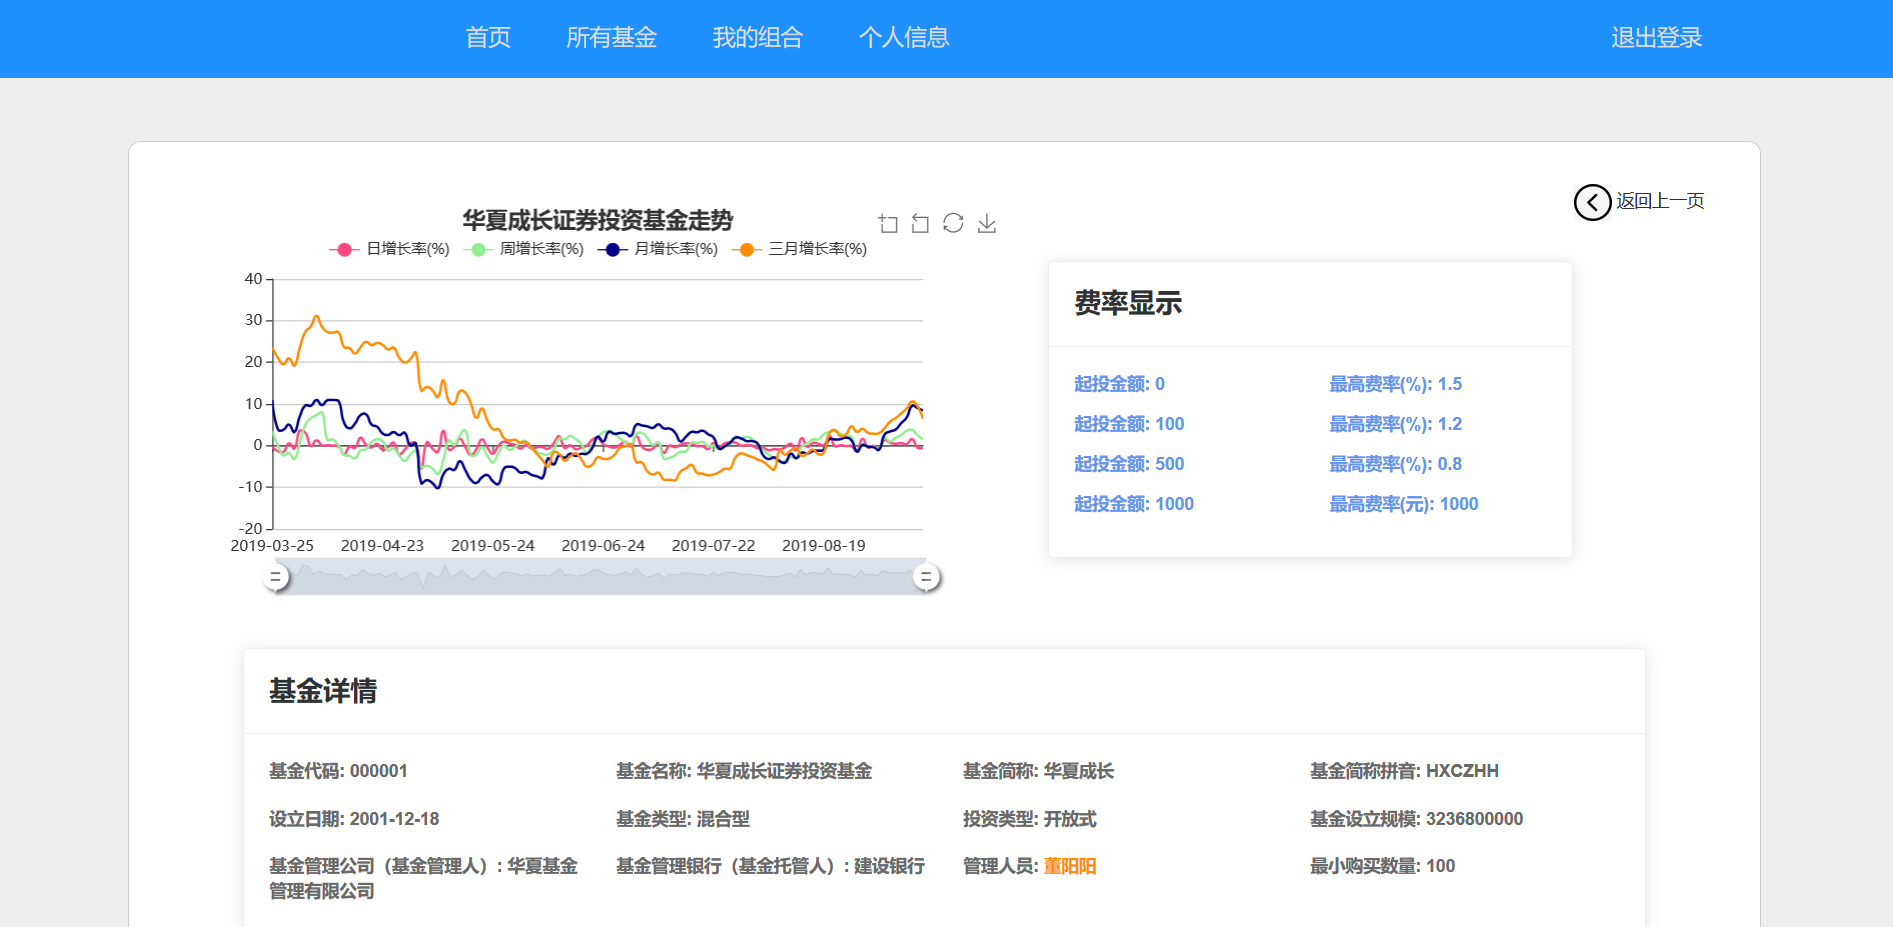 首页 所有基金 我的组合 个人信息 退出登录
返回上一页
华夏成长证券投资基金走势
日增长率(%) 周增长率(%) 月增长率(%) 三月增长率(%)
40
30
20
10
0
-10
-20
2019-03-25 2019-04-23 2019-05-24 2019-06-24 2019-07-22 2019-08-19
费率显示
起投金额: 0 最高费率(%): 1.5
起投金额: 100 最高费率(%): 1.2
起投金额: 500 最高费率(%): 0.8
起投金额: 1000 最高费率(元): 1000
基金详情
基金代码: 000001 基金名称: 华夏成长证券投资基金 基金简称: 华夏成长 基金简称拼音: HXCZHH
设立日期: 2001-12-18 基金类型: 混合型 投资类型: 开放式 基金设立规模: 3236800000
基金管理公司（基金管理人）: 华夏基金 基金管理银行（基金托管人）: 建设银行 管理人员: 董阳阳 最小购买数量: 100
管理有限公司